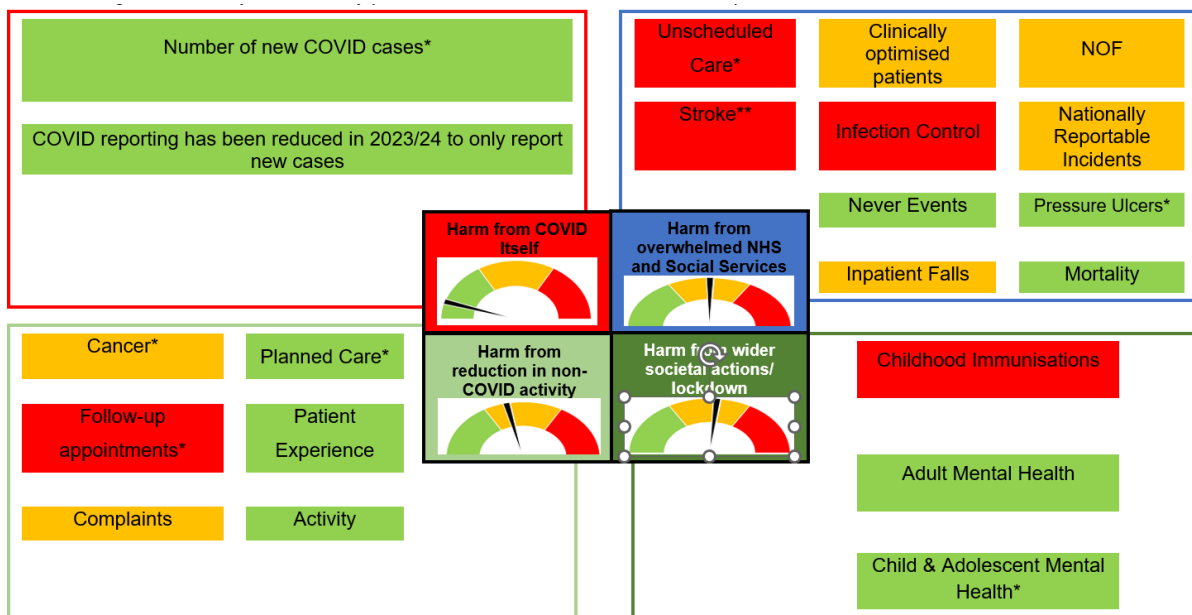 Number of new COVID cases*
COVID reporting has been reduced in 2023/24 to only report
new cases
Unscheduled
Care*
Clinically
optimised
patients
NOF
Stroke**
Infection Control
Nationally
Reportable
Incidents
Never Events
Pressure Ulcers*
Inpatient Falls
Mortality
Harm from COVID
Itself
Harm from
overwhelmed NHS
and Social Services
Harm from
reduction in non-
COVID activity
Harm from wider
societal actions/
lockdown
Cancer*
Planned Care*
Follow-up
appointments*
Patient
Experience
Complaints
Activity
Childhood Immunisations
Adult Mental Health
Child & Adolescent Mental
Health*